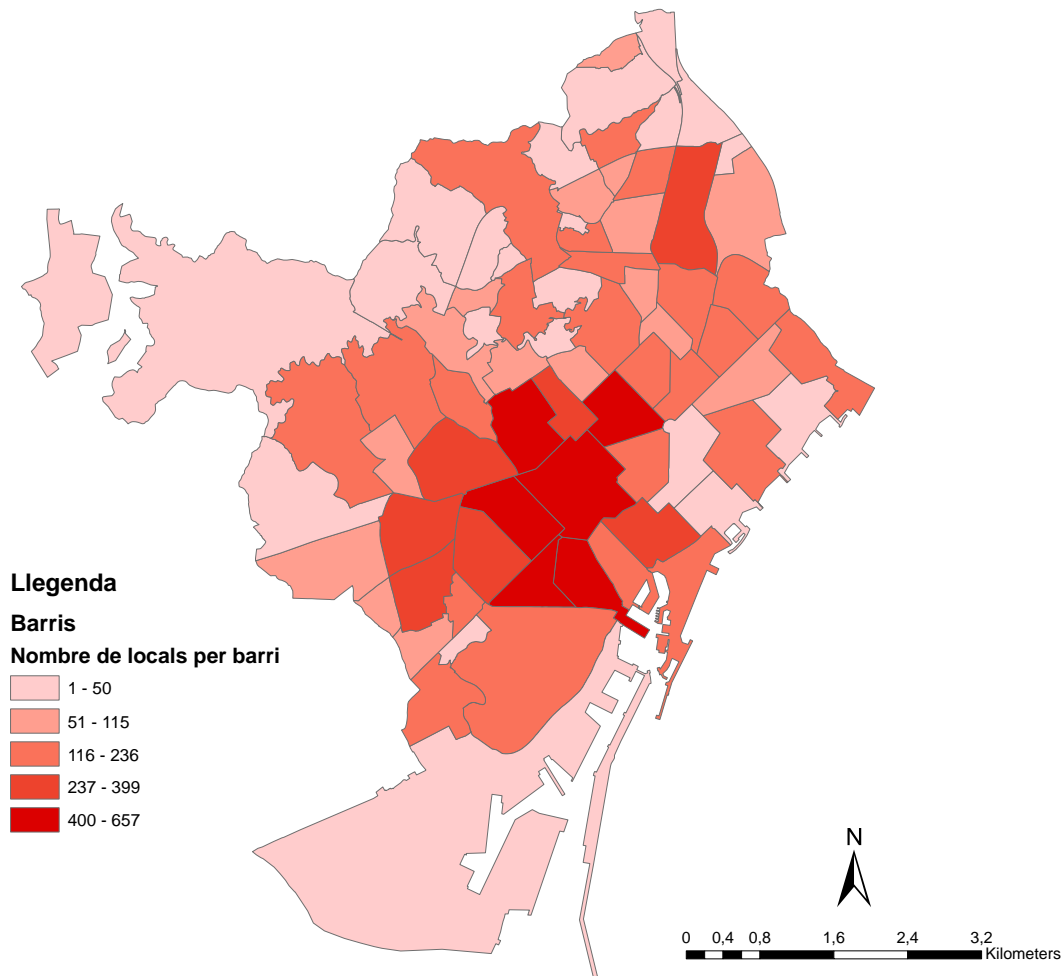 Llegenda
Barris
Nombre de locals per barri
1 - 50
51 - 115
116 - 236
237 - 399
400 - 657
N
0 0,4 0,8 1,6 2,4 3,2
Kilometers